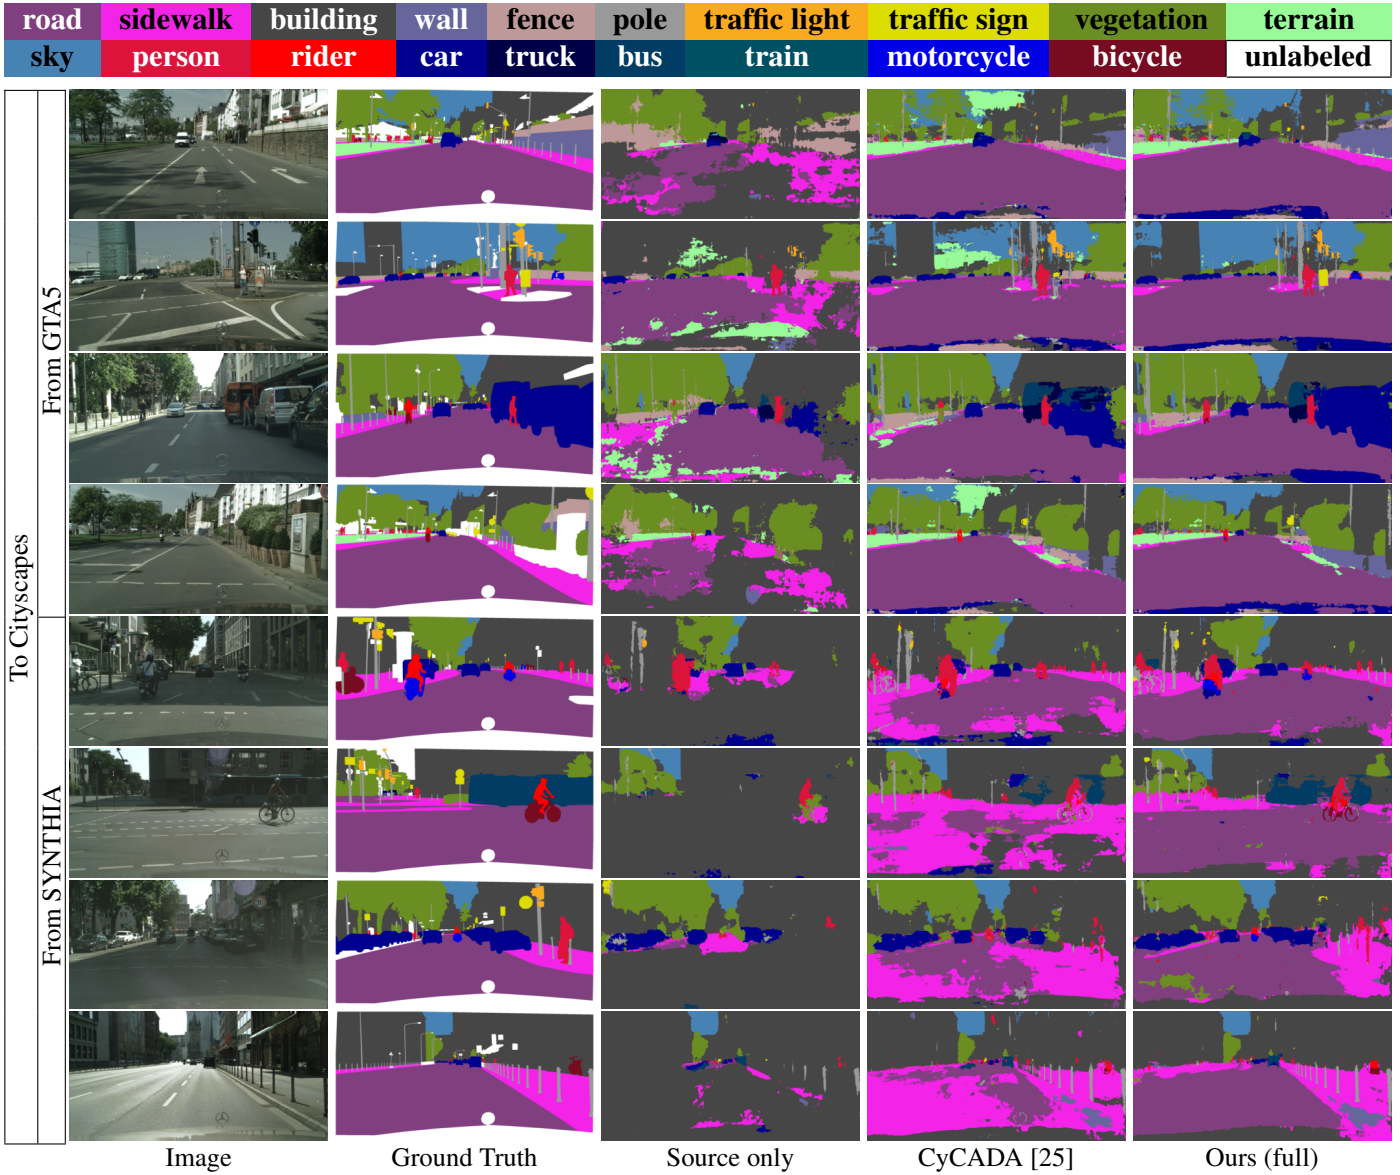 road sidewalk building wall fence pole traffic light traffic sign vegetation terrain
sky person rider car truck bus train motorcycle bicycle unlabeled
To Cityscapes
From GTA5
From SYNTHIA
Image Ground Truth Source only CyCADA [25] Ours (full)